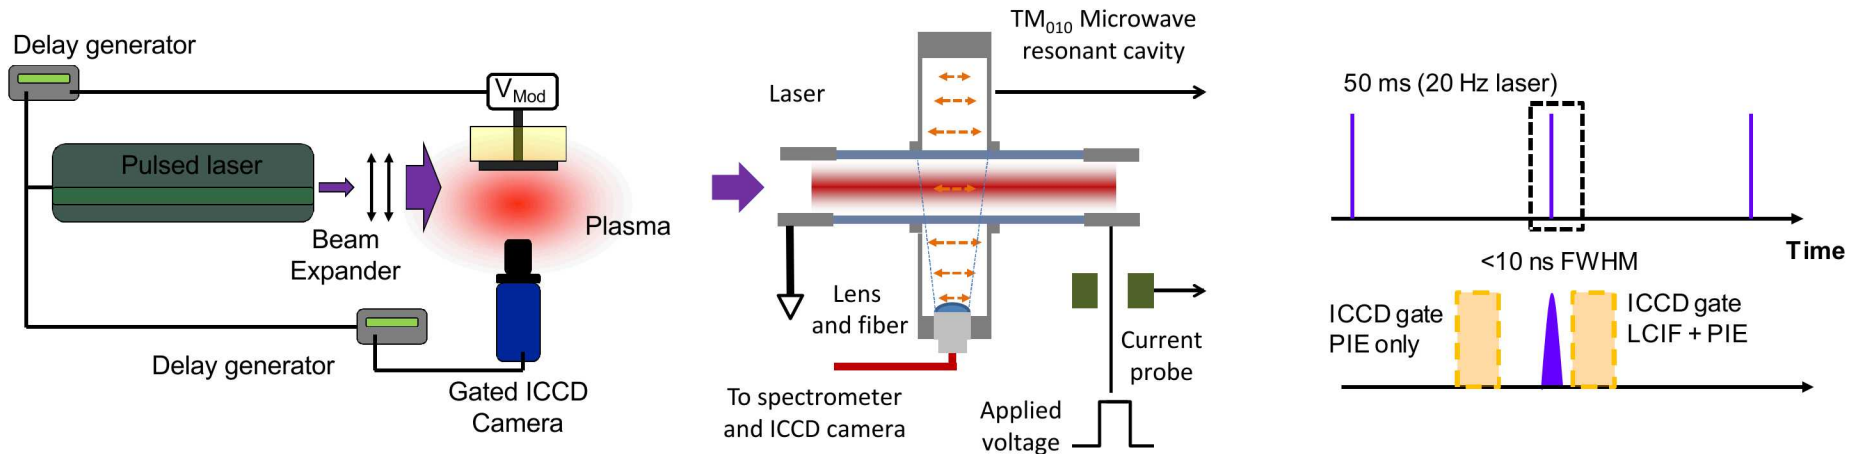 Delay generator
V_Mod
Pulsed laser
Beam
Expander
Plasma
Delay generator
Gated ICCD
Camera
TM_010 Microwave
resonant cavity
Laser
Lens
and fiber
Current
probe
To spectrometer
and ICCD camera
Applied
voltage
50 ms (20 Hz laser)
Time
<10 ns FWHM
ICCD gate
PIE only
ICCD gate
LCIF + PIE